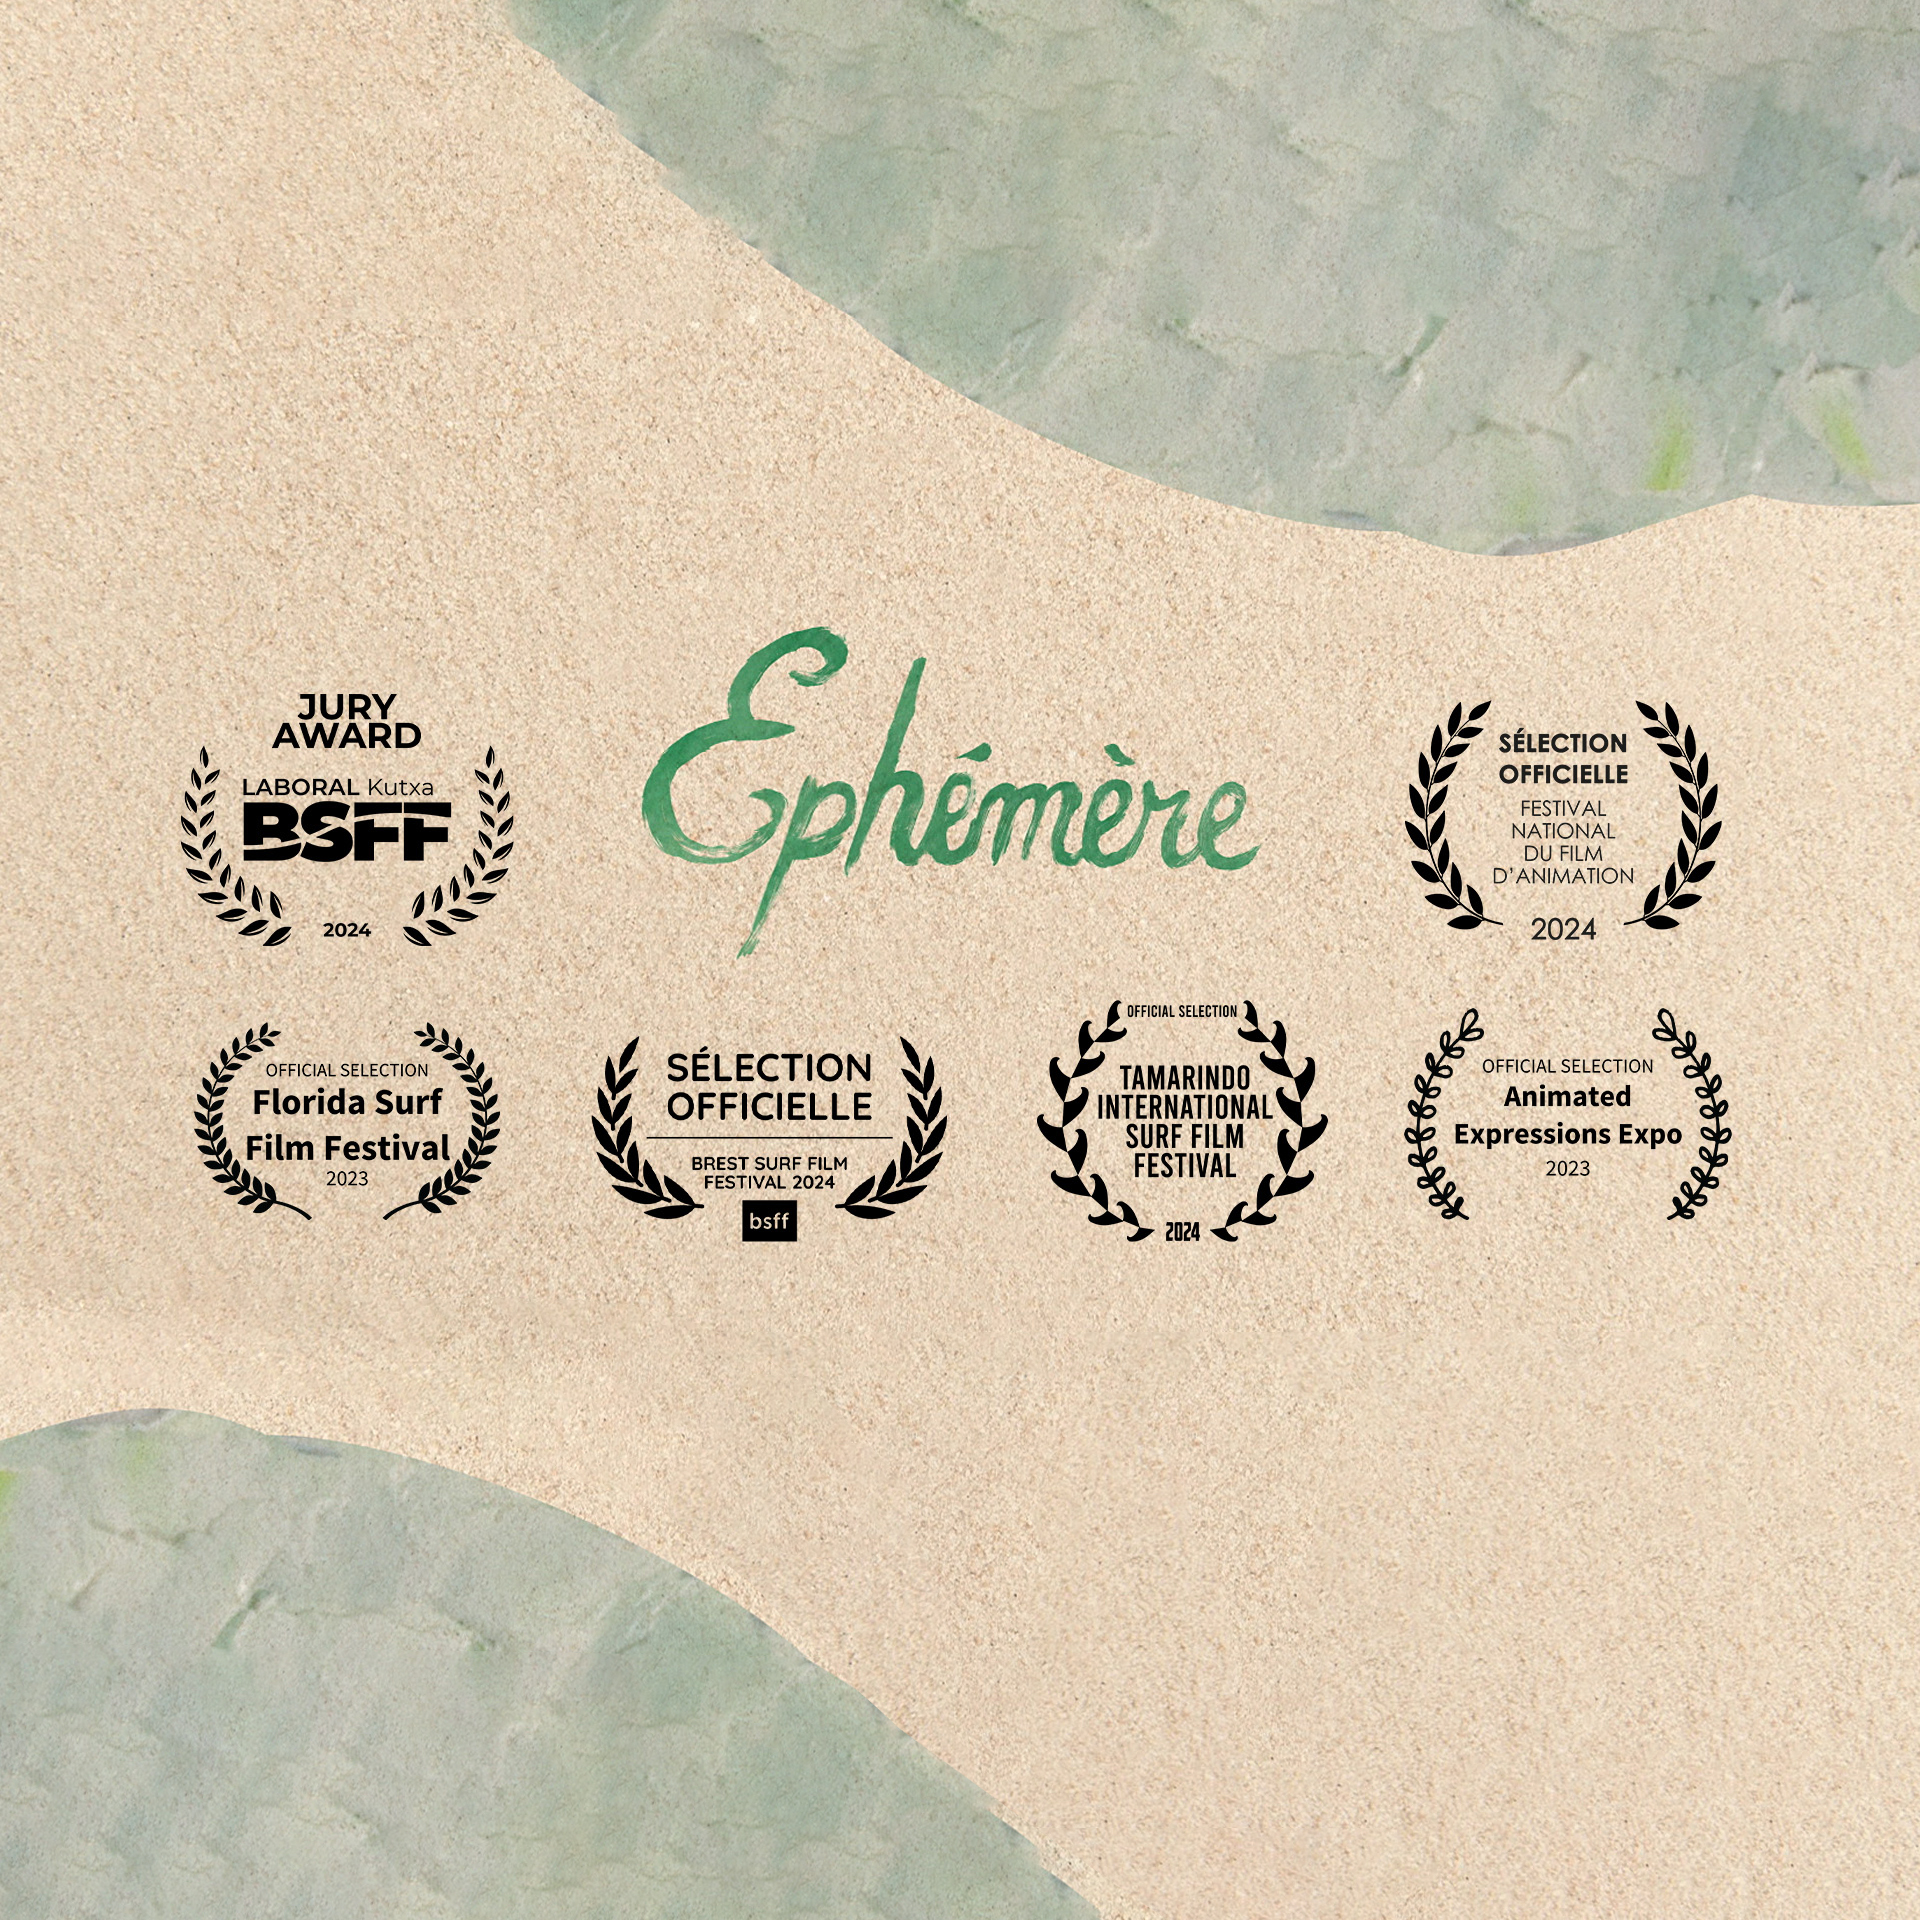 JURY
AWARD
LABORAL Kutxa
BSFF
2024
Ephémère
SÉLECTION
OFFICIELLE
FESTIVAL
NATIONAL
DU FILM
D'ANIMATION
2024
OFFICIAL SELECTION
Florida Surf
Film Festival
2023
SÉLECTION
OFFICIELLE
BREST SURF FILM
FESTIVAL 2024
bsff
OFFICIAL SELECTION
TAMARINDO
INTERNATIONAL
SURF FILM
FESTIVAL
2024
OFFICIAL SELECTION
Animated
Expressions Expo
2023